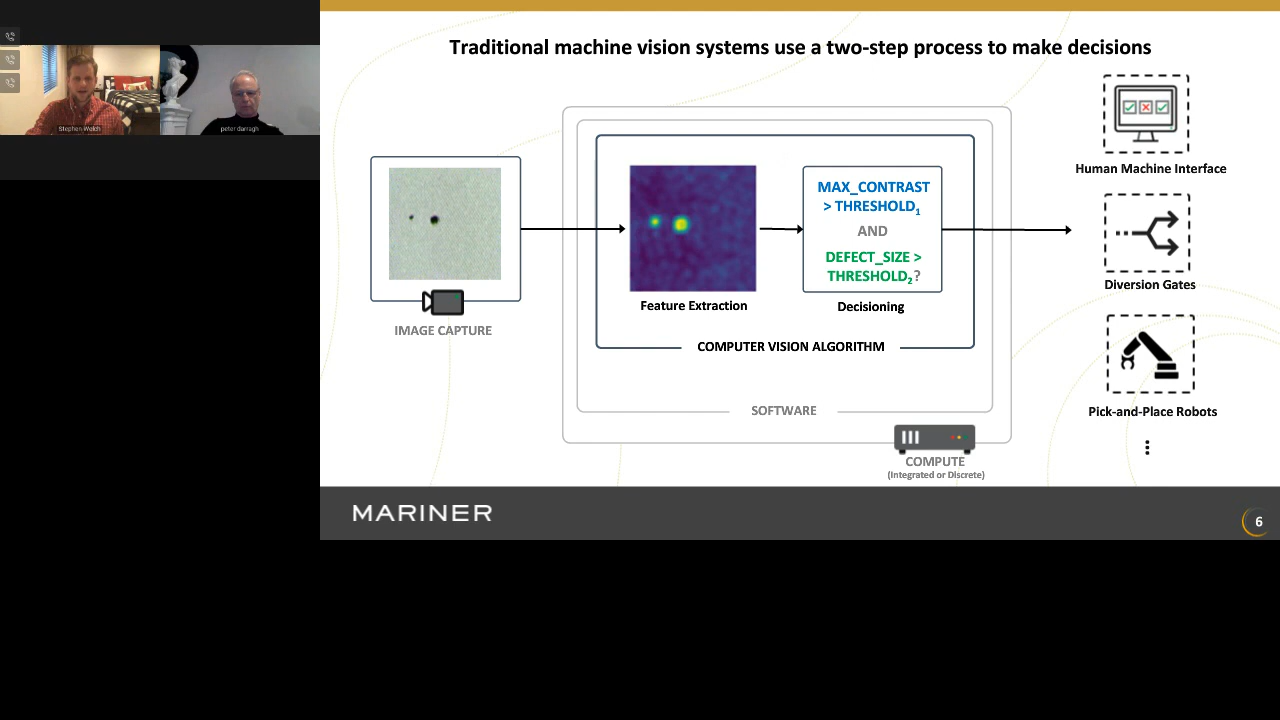 Stephen Welch
peter darragh
Traditional machine vision systems use a two-step process to make decisions
IMAGE CAPTURE
Feature Extraction
MAX_CONTRAST
> THRESHOLD1
AND
DEFECT_SIZE >
THRESHOLD2?
Decisioning
COMPUTER VISION ALGORITHM
SOFTWARE
COMPUTE
(Integrated or Discrete)
Human Machine Interface
Diversion Gates
Pick-and-Place Robots
MARINER
6